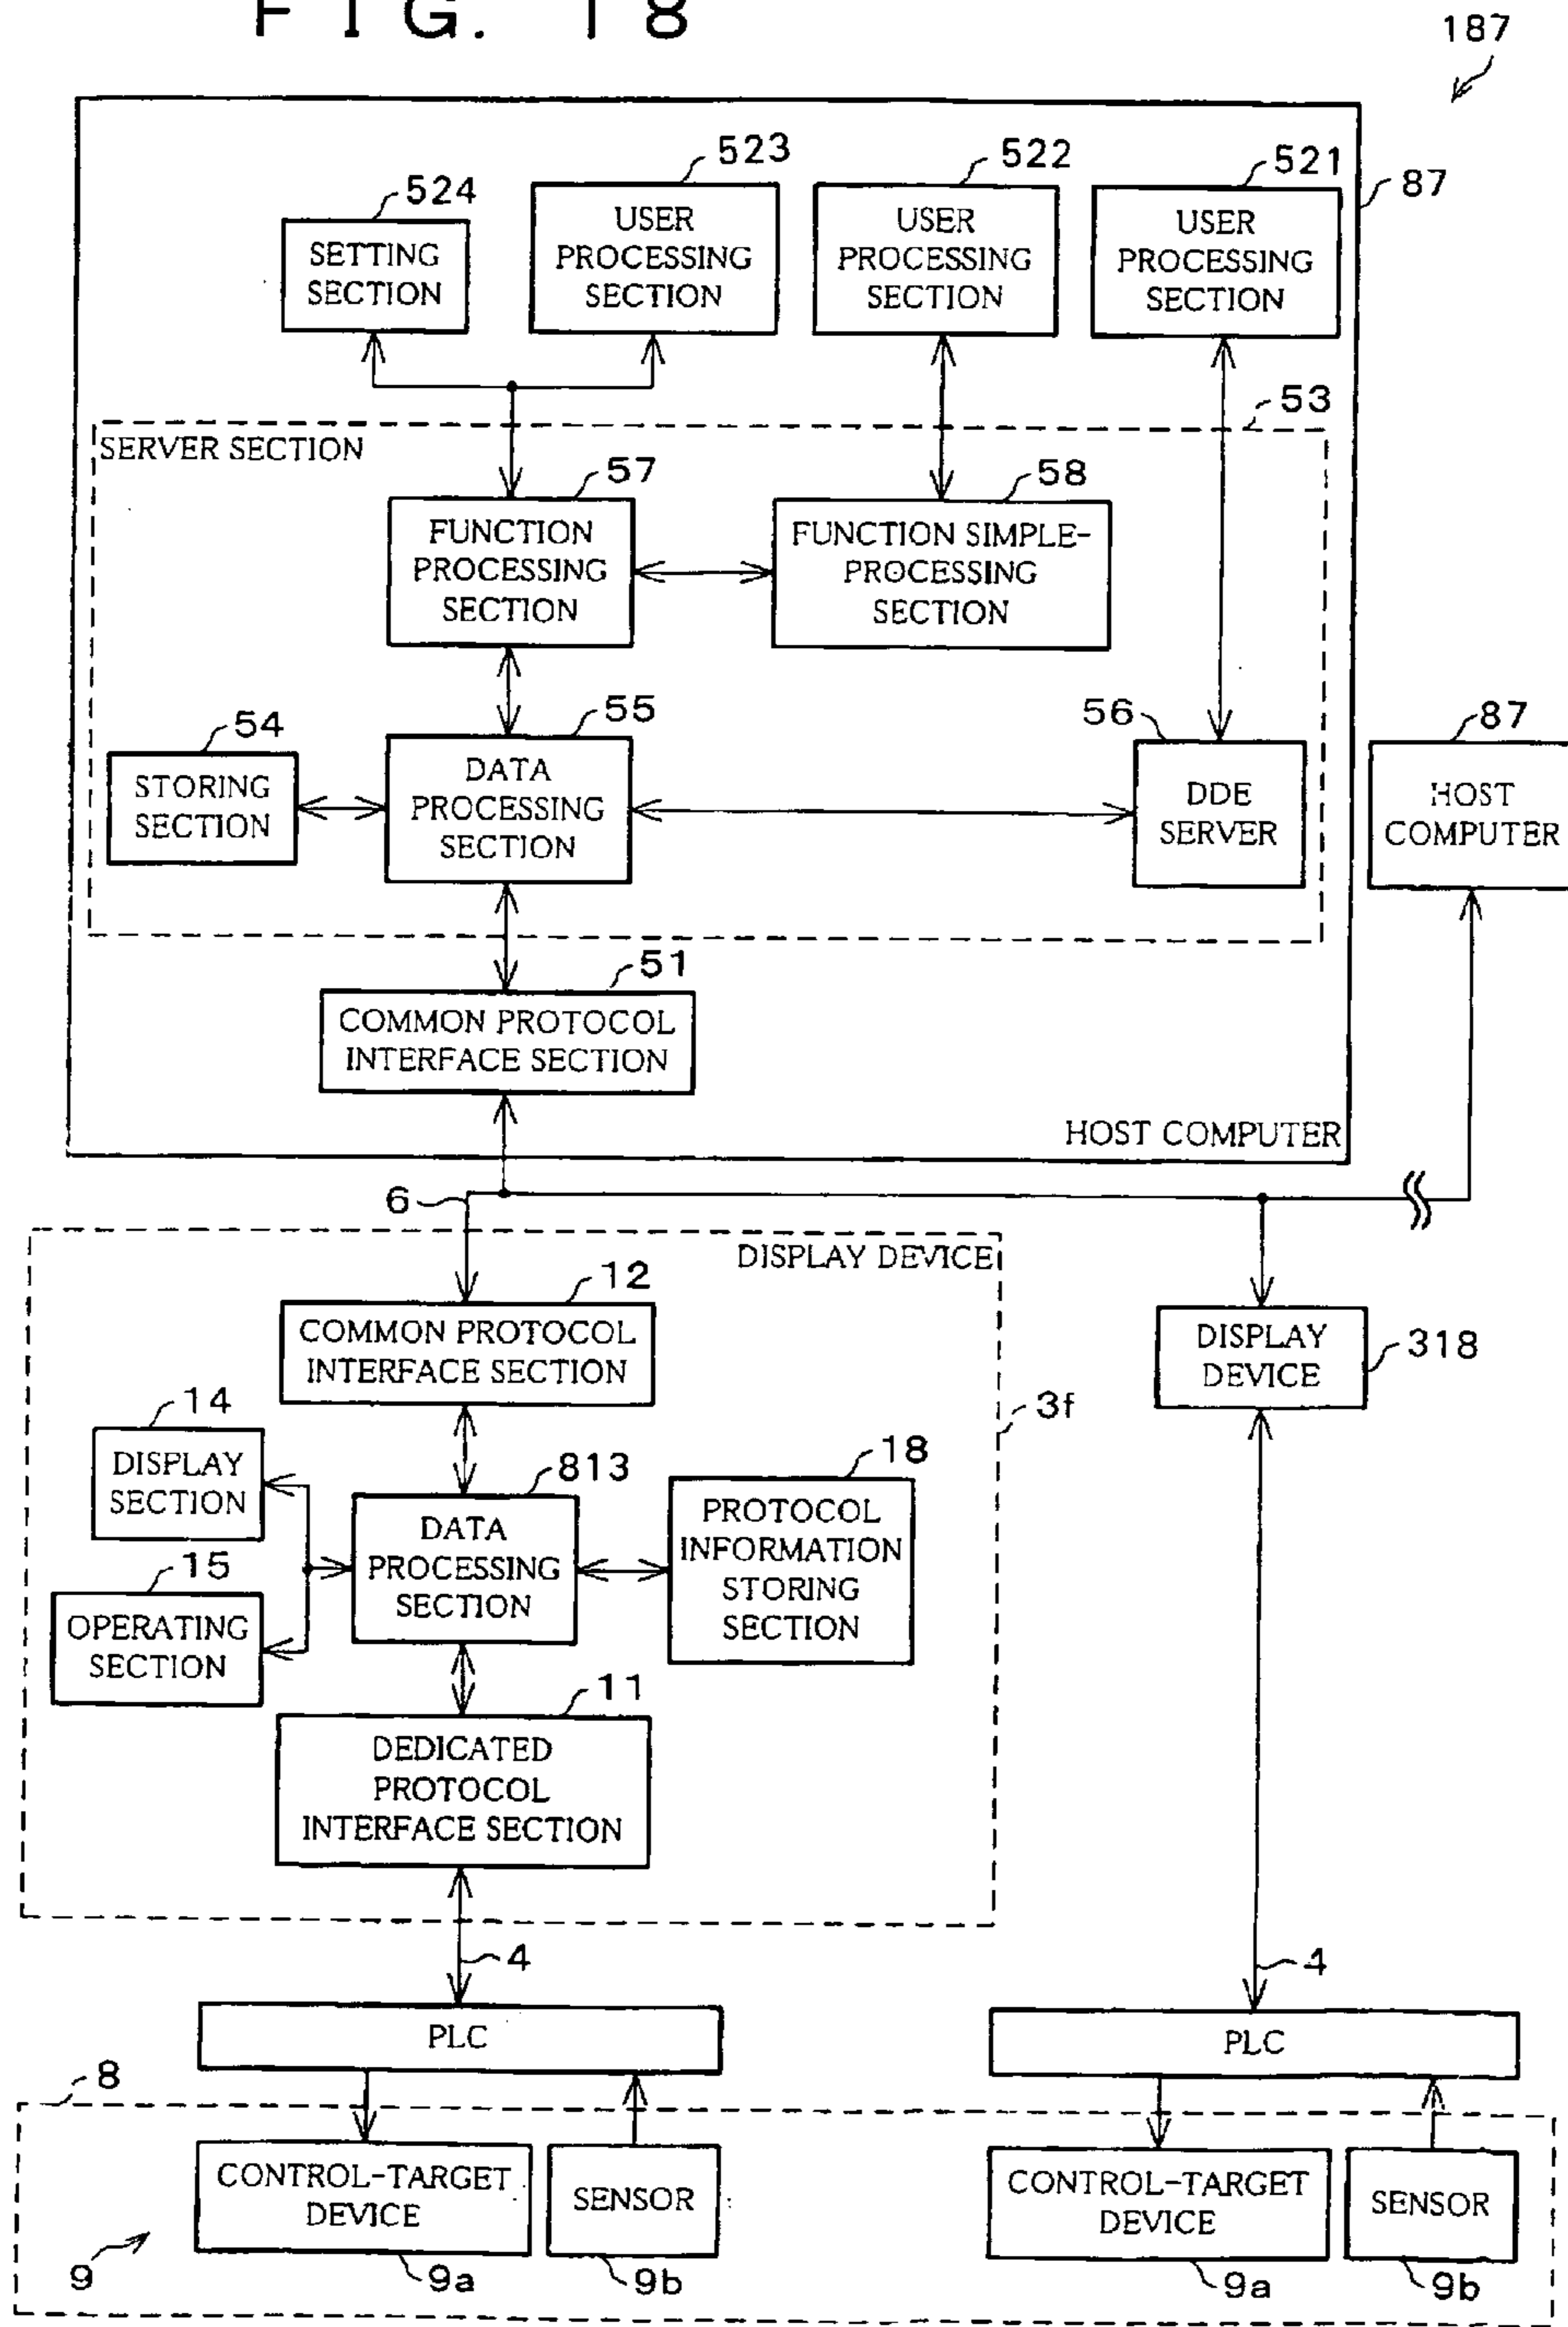 FIG. 18
187
523
522
521
87
524
SETTING
SECTION
USER
PROCESSING
SECTION
USER
PROCESSING
SECTION
USER
PROCESSING
SECTION
53
SERVER SECTION
57
58
FUNCTION
PROCESSING
SECTION
FUNCTION SIMPLE-
PROCESSING
SECTION
54
55
56
87
STORING
SECTION
DATA
PROCESSING
SECTION
DDE
SERVER
HOST
COMPUTER
51
COMMON PROTOCOL
INTERFACE SECTION
HOST COMPUTER
6
DISPLAY DEVICE
12
COMMON PROTOCOL
INTERFACE SECTION
DISPLAY
DEVICE
318
3f
14
DISPLAY
SECTION
813
18
DATA
PROCESSING
SECTION
PROTOCOL
INFORMATION
STORING
SECTION
15
OPERATING
SECTION
11
DEDICATED
PROTOCOL
INTERFACE SECTION
4
4
PLC
PLC
8
CONTROL-TARGET
DEVICE
SENSOR
CONTROL-TARGET
DEVICE
SENSOR
9
9a
9b
9a
9b